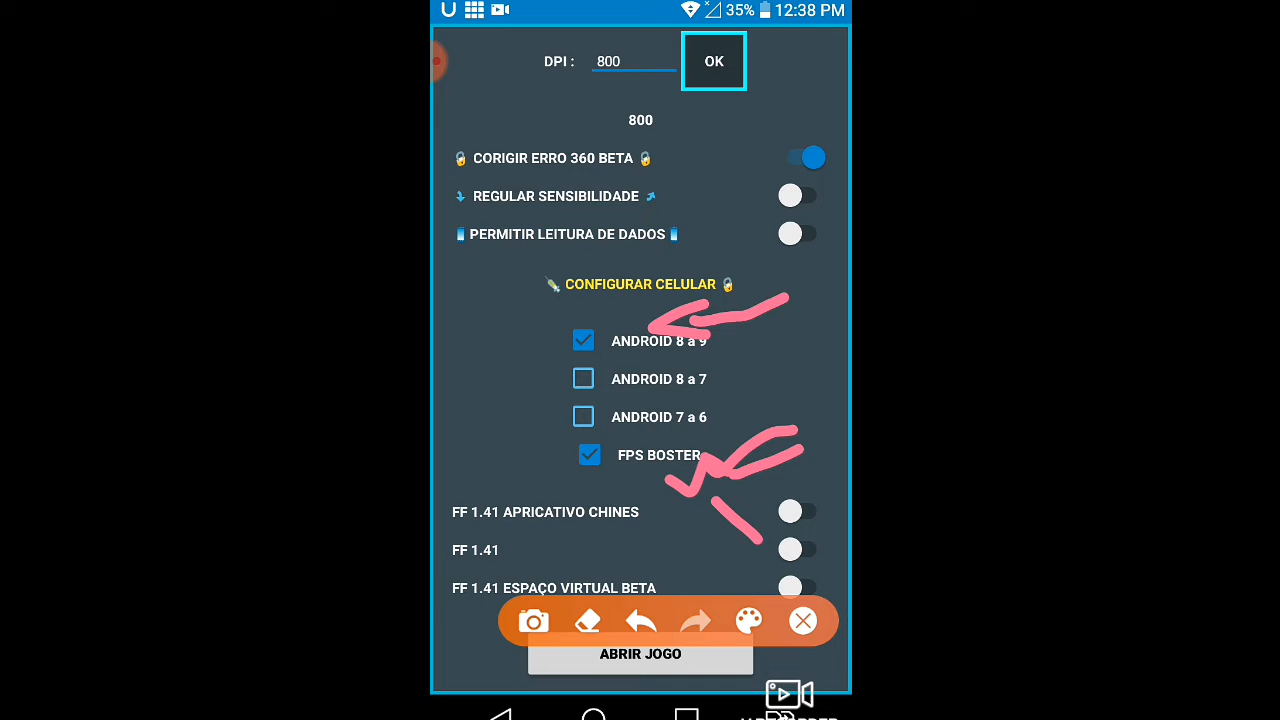 35% 12:38 PM
DPI : 800 OK
800
CORIGIR ERRO 360 BETA
REGULAR SENSIBILIDADE
PERMITIR LEITURA DE DADOS
CONFIGURAR CELULAR
ANDROID 8 a 9
ANDROID 8 a 7
ANDROID 7 a 6
FPS BOSTER
FF 1.41 APRICATIVO CHINES
FF 1.41
FF 1.41 ESPAÇO VIRTUAL BETA
ABRIR JOGO